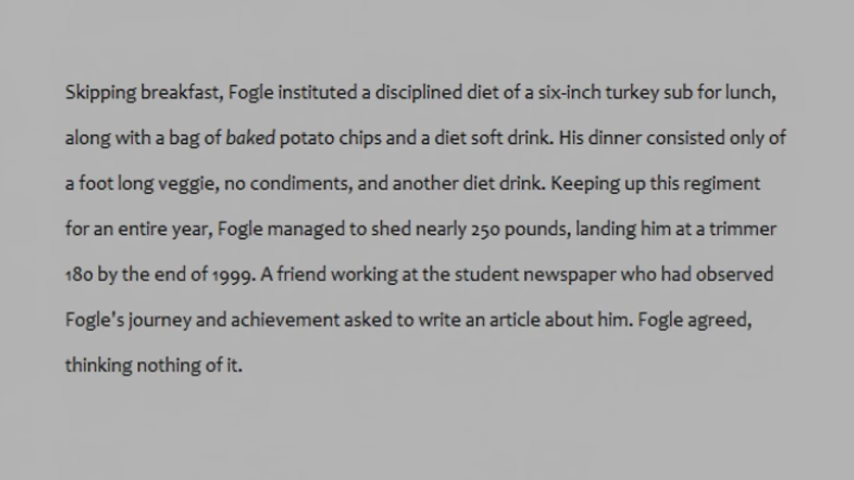 Skipping breakfast, Fogle instituted a disciplined diet of a six-inch turkey sub for lunch,
along with a bag of baked potato chips and a diet soft drink. His dinner consisted only of
a foot long veggie, no condiments, and another diet drink. Keeping up this regiment
for an entire year, Fogle managed to shed nearly 250 pounds, landing him at a trimmer
180 by the end of 1999. A friend working at the student newspaper who had observed
Fogle's journey and achievement asked to write an article about him. Fogle agreed,
thinking nothing of it.